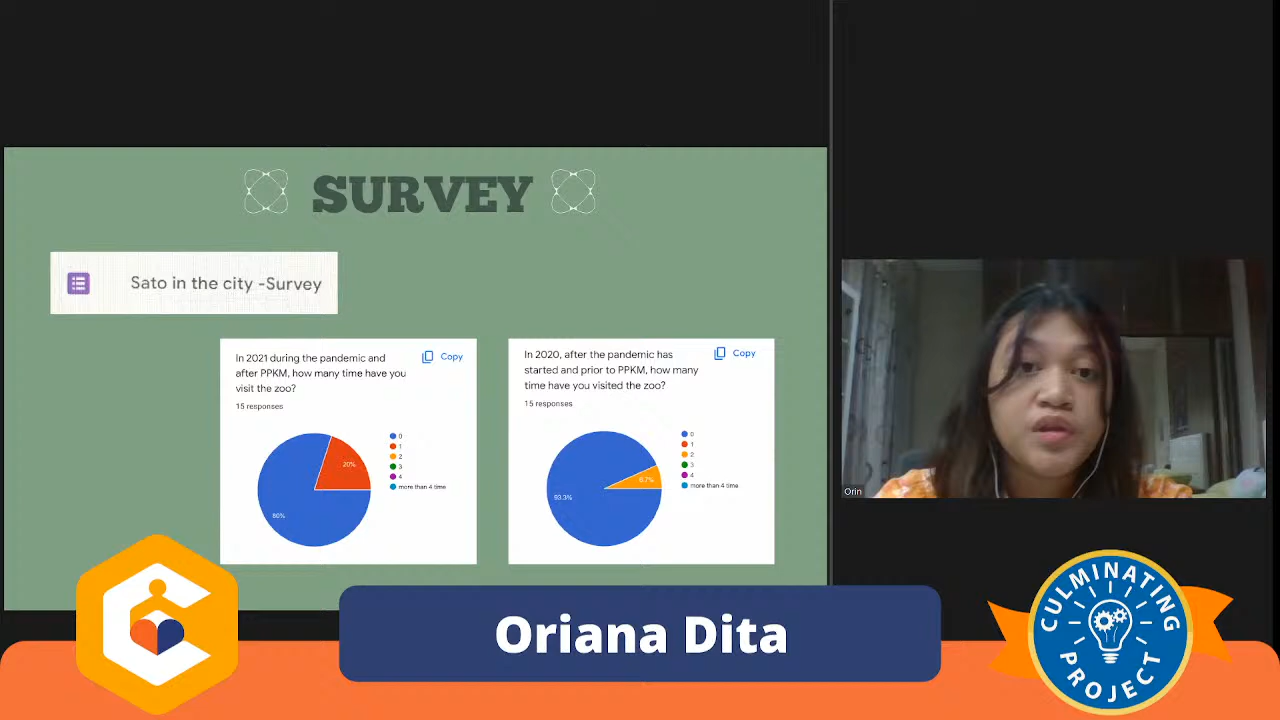 SURVEY
Sato in the city -Survey
In 2021 during the pandemic and
after PPKM, how many time have you
visit the zoo?
Copy
15 responses
20%
80%
0
1
2
3
4
more than 4 time
In 2020, after the pandemic has
started and prior to PPKM, how many
time have you visited the zoo?
Copy
15 responses
93.3%
6.7%
0
1
2
3
4
more than 4 time
Orin
Oriana Dita
CULMINATING
PROJECT